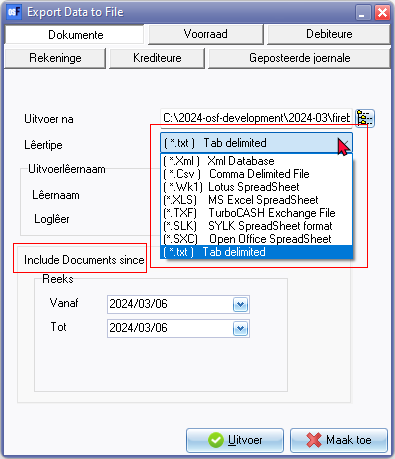 Export Data to File
Dokumente Voorraad Debiteure
Rekeninge Krediteure Geposteerde joernale
Uitvoer na C:\2024-osf-development\2024-03\fireb
Lêertipe (*.txt) Tab delimited
(*.Xml) Xml Database
(*.Csv) Comma Delimited File
(*.Wk1) Lotus SpreadSheet
(*.XLS) MS Excel SpreadSheet
(*.TXF) TurboCASH Exchange File
(*.SLK) SYLK SpreadSheet format
(*.SXC) Open Office SpreadSheet
(*.txt) Tab delimited
Uitvoerlêernaam
Lêernaam
Loglêer
Include Documents since
Reeks
Vanaf 2024/03/06
Tot 2024/03/06
Uitvoer Maak toe